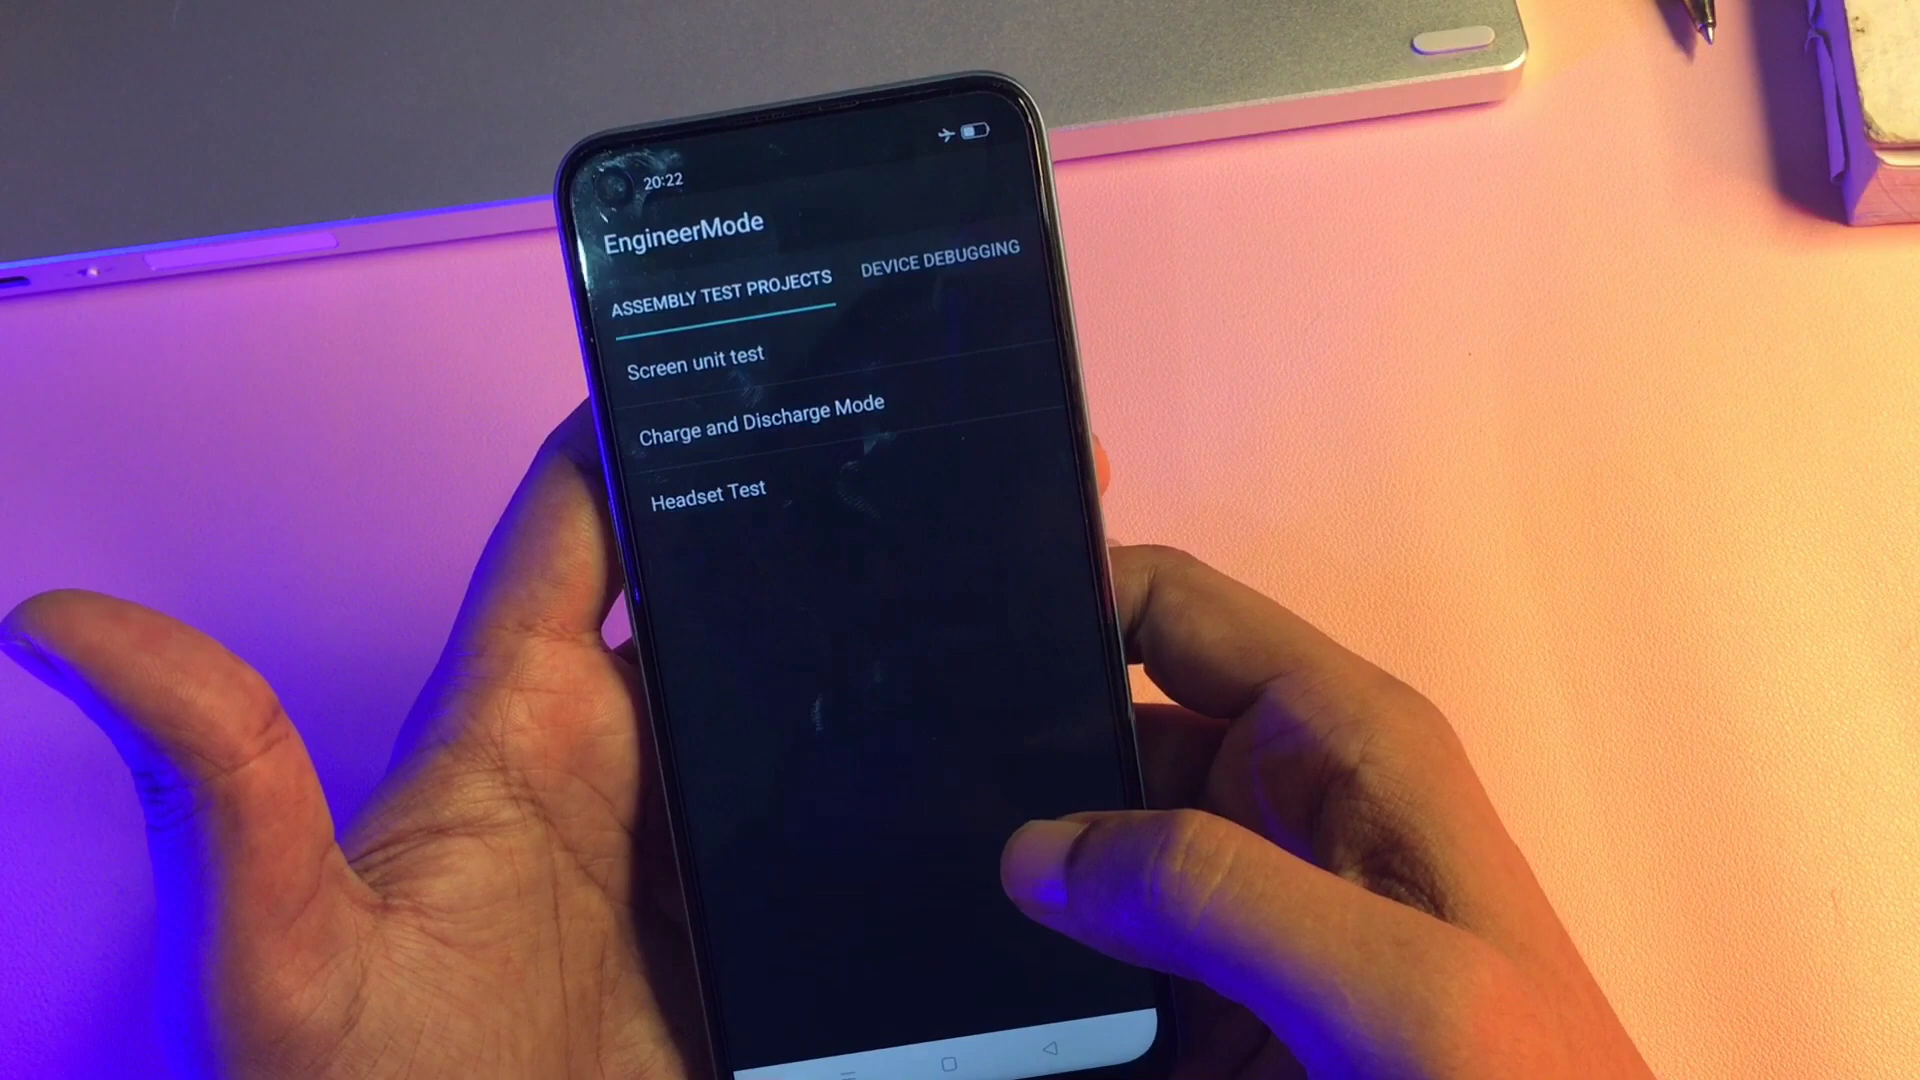 20:22
EngineerMode
ASSEMBLY TEST PROJECTS
DEVICE DEBUGGING
Screen unit test
Charge and Discharge Mode
Headset Test